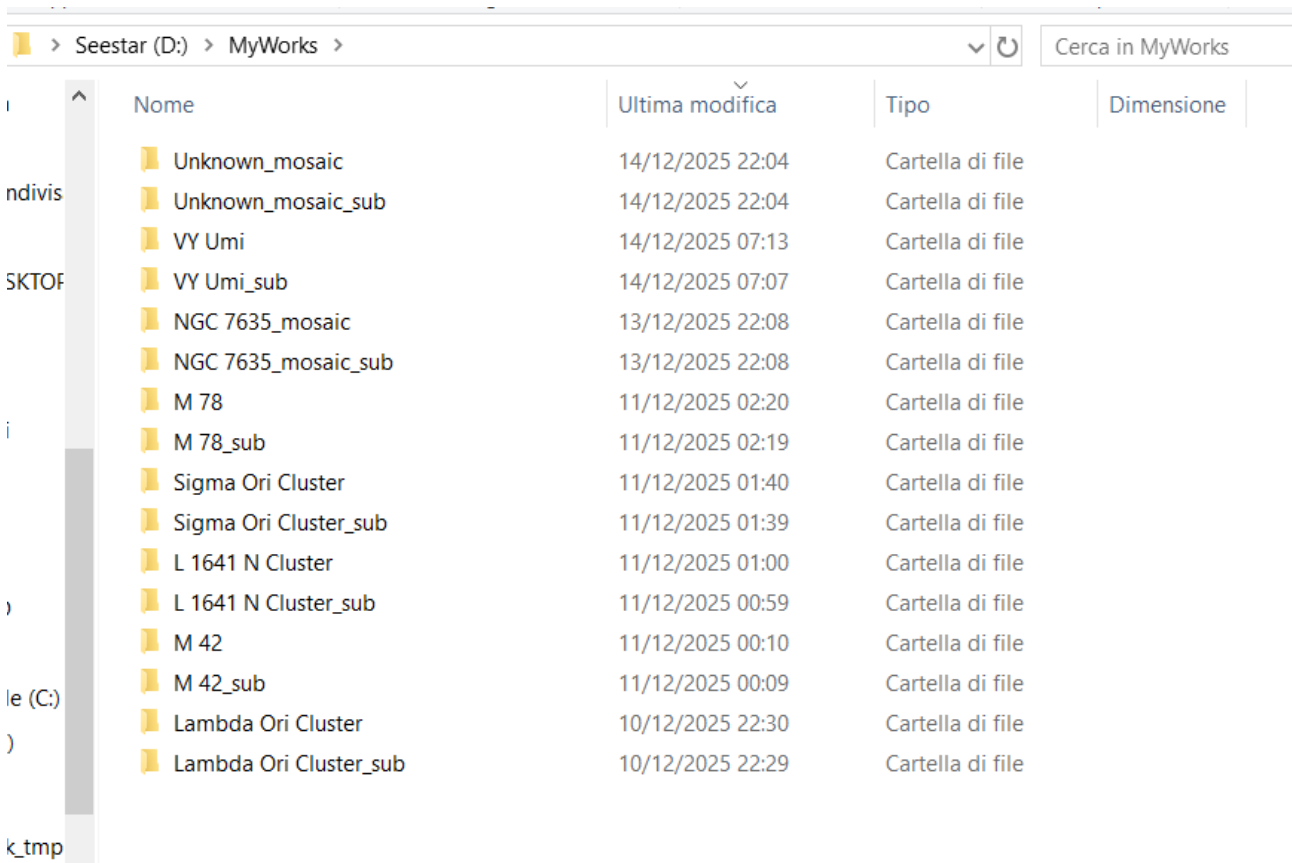 > Seestar (D:) > MyWorks > Cerca in MyWorks
Nome Ultima modifica Tipo Dimensione
Unknown_mosaic 14/12/2025 22:04 Cartella di file
ndivis
Unknown_mosaic_sub 14/12/2025 22:04 Cartella di file
VY Umi 14/12/2025 07:13 Cartella di file
SKTOP
VY Umi_sub 14/12/2025 07:07 Cartella di file
NGC 7635_mosaic 13/12/2025 22:08 Cartella di file
NGC 7635_mosaic_sub 13/12/2025 22:08 Cartella di file
M 78 11/12/2025 02:20 Cartella di file
i
M 78_sub 11/12/2025 02:19 Cartella di file
Sigma Ori Cluster 11/12/2025 01:40 Cartella di file
Sigma Ori Cluster_sub 11/12/2025 01:39 Cartella di file
L 1641 N Cluster 11/12/2025 01:00 Cartella di file
L 1641 N Cluster_sub 11/12/2025 00:59 Cartella di file
M 42 11/12/2025 00:10 Cartella di file
M 42_sub 11/12/2025 00:09 Cartella di file
le (C:)
Lambda Ori Cluster 10/12/2025 22:30 Cartella di file
)
Lambda Ori Cluster_sub 10/12/2025 22:29 Cartella di file
k_tmp